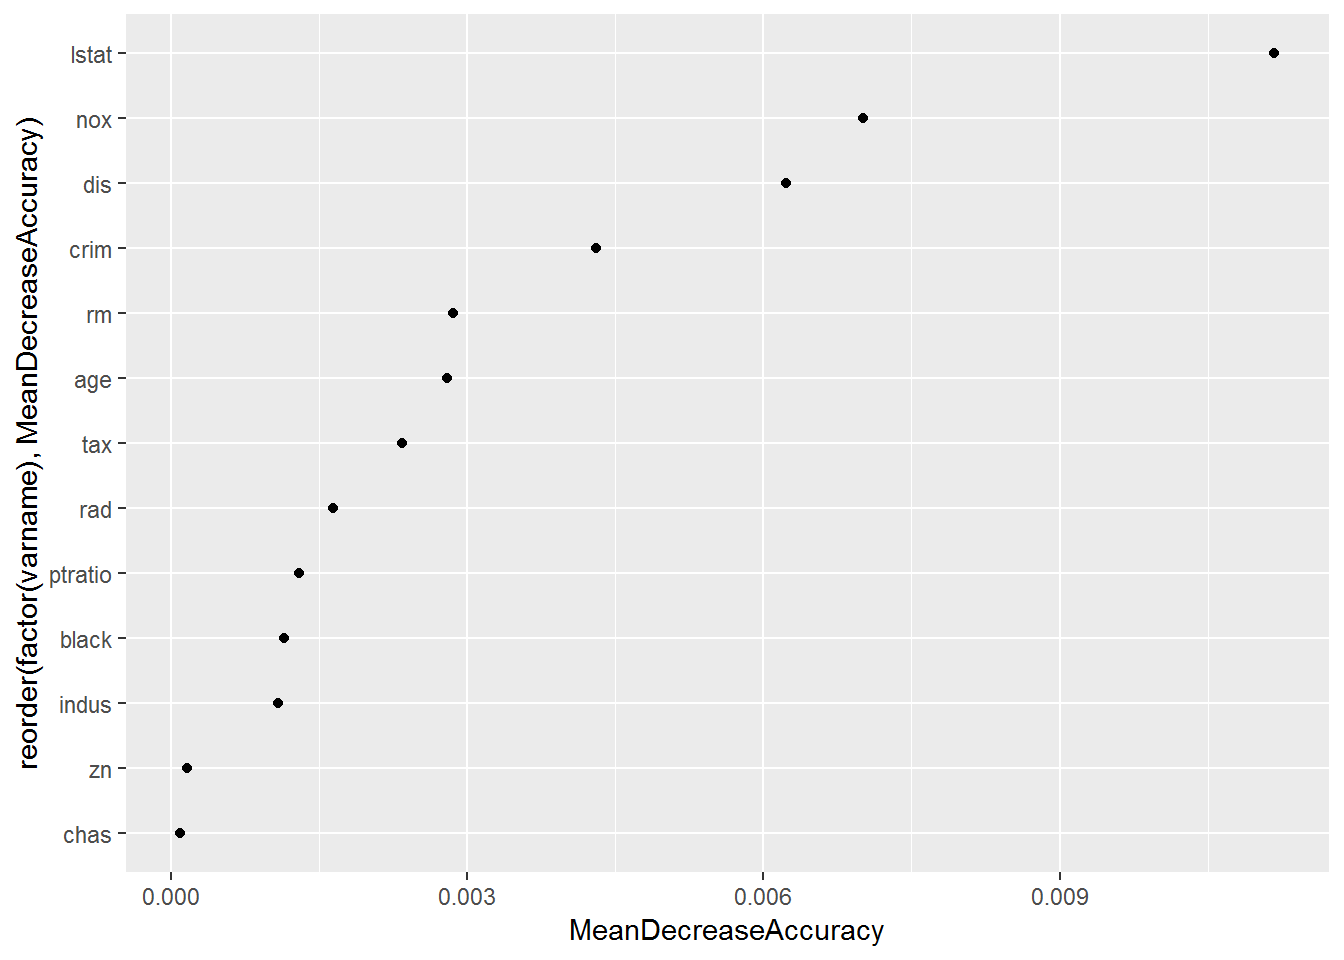 reorder(factor(varname), MeanDecreaseAccuracy)
lstat
nox
dis
crim
rm
age
tax
rad
ptratio
black
indus
zn
chas
0.000 0.003 0.006 0.009
MeanDecreaseAccuracy